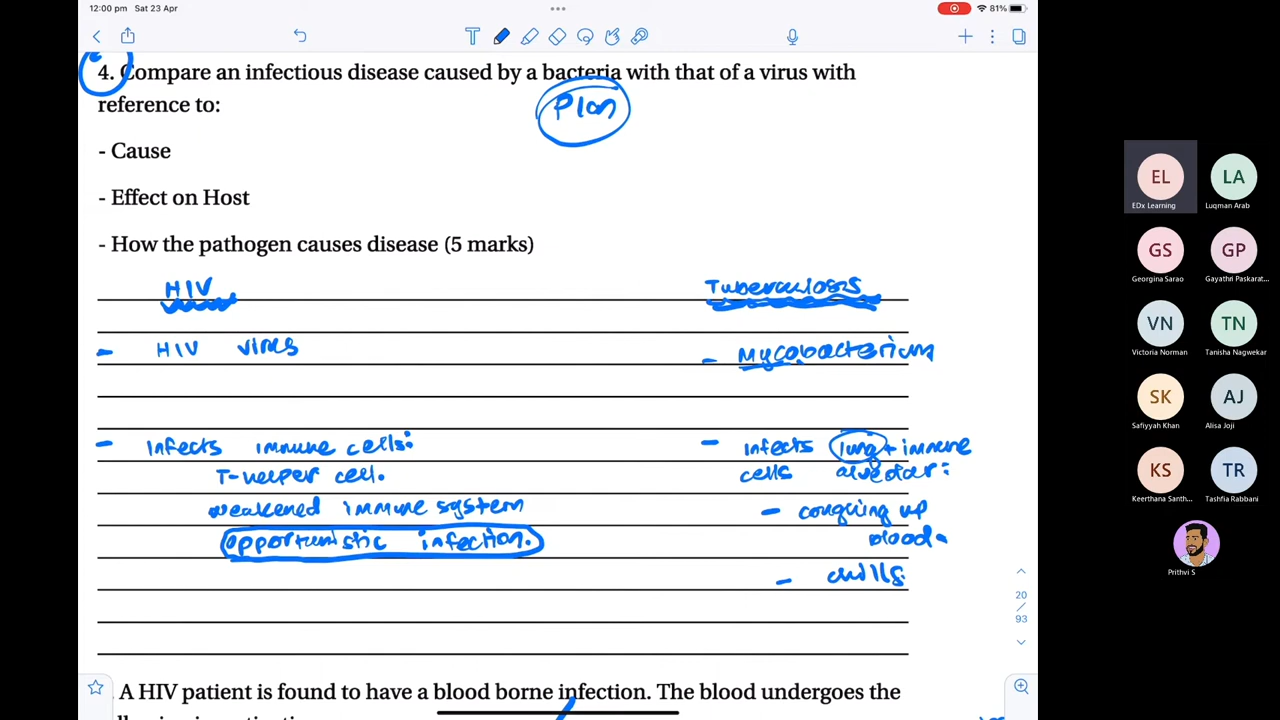 12:00 pm Sat 23 Apr
81%
4. Compare an infectious disease caused by a bacteria with that of a virus with
reference to:
Plan
- Cause
- Effect on Host
- How the pathogen causes disease (5 marks)
HIV
Tuberculosis
- HIV virus
- Mycobacterium
- Infects immune cells:
T-helper cell.
weakened immune system
opportunistic infection.
- Infects lung + immune
cells alveolar:
- coughing up
blood
- chills.
20
/
93
A HIV patient is found to have a blood borne infection. The blood undergoes the
EL
EDx Learning
LA
Luqman Arab
GS
Georgina Sarao
GP
Gayathri Paskarat...
VN
Victoria Norman
TN
Tanisha Nagwekar
SK
Safiyyah Khan
AJ
Alisa Joji
KS
Keerthana Santh...
TR
Tashfia Rabbani
Prithvi S